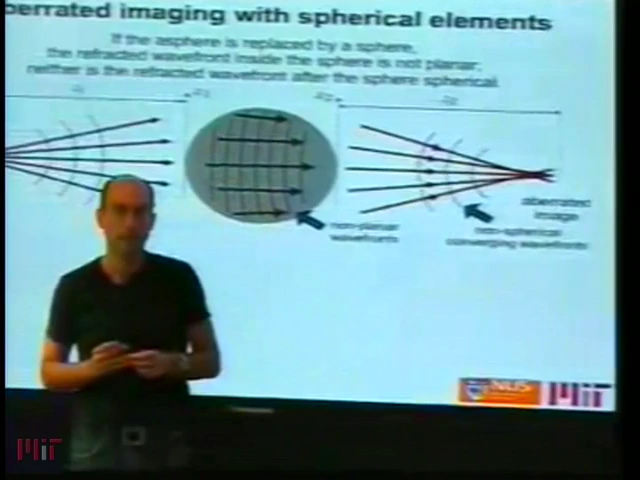 berrated imaging with spherical elements
If the asphere is replaced by a sphere,
the refracted wavefront inside the sphere is not planar;
neither is the refracted wavefront after the sphere spherical.
non-planar
wavefronts
non-spherical
converging wavefronts
aberrated
image
NUS
MIT
MIT